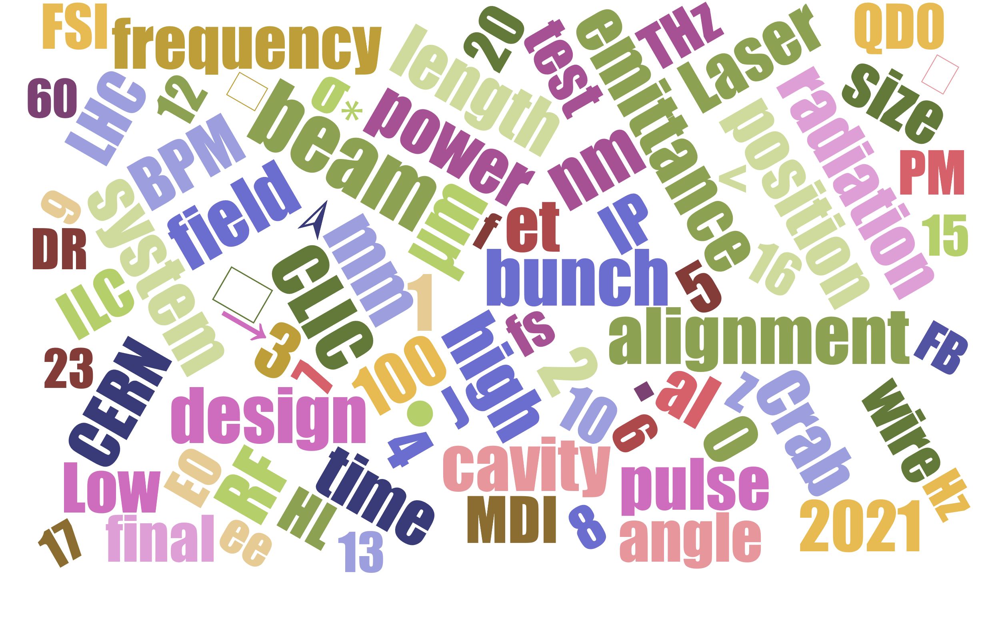 FSI
frequency
length
20
est
emittance
THz
Laser
QDO
60
LHC
12
beam
σ*
power
nm
position
radiation
size
BPM
PM
9
system
field
μm
f
et
IP
15
DR
mm
bunch
5
16
ILC
CLIC
1
3
7
100
high
fs
alignment
FB
23
CERN
2
design
•
J
10
-
al
z
Crab
Wire
6
0
4
Low
E0
RF
time
cavity
pulse
Hz
HL
MDI
2021
17
final
e
e
13
8
angle